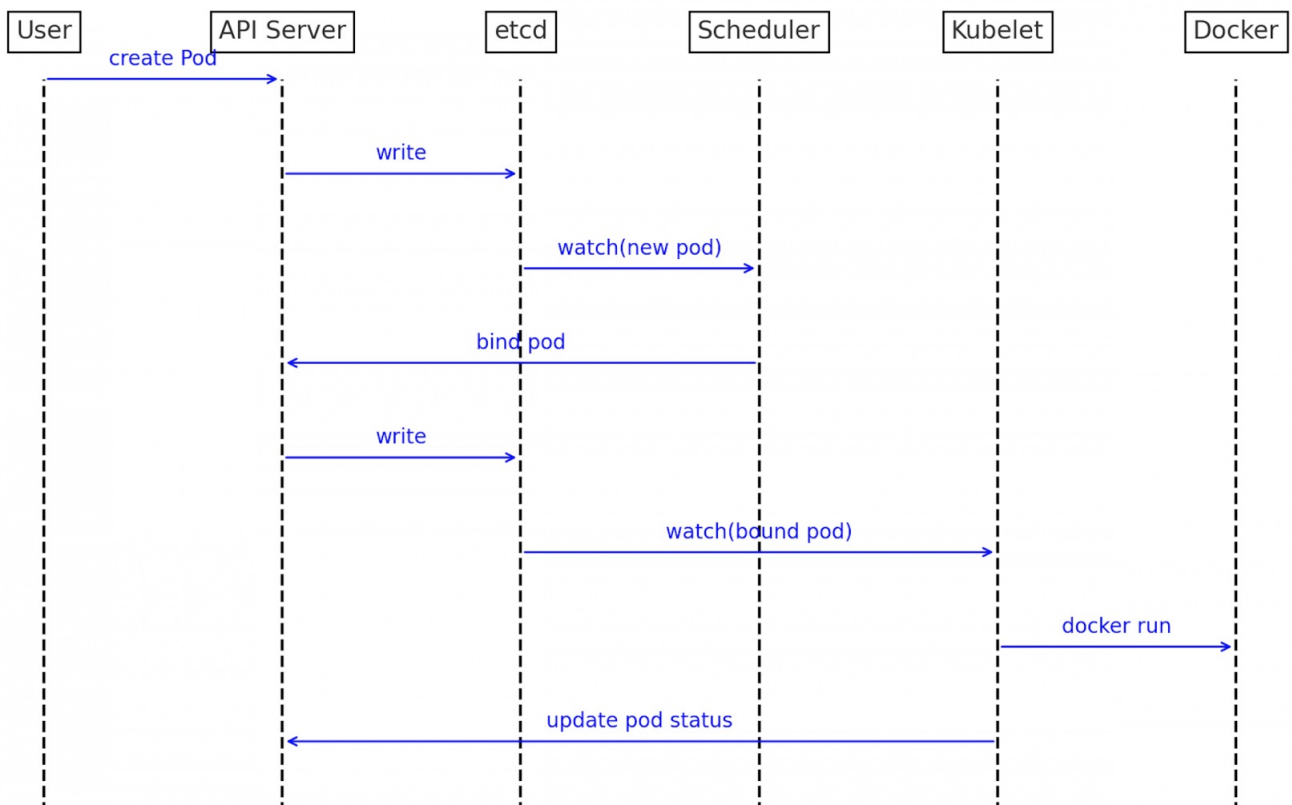 User API Server etcd Scheduler Kubelet Docker
create Pod
write
watch(new pod)
bind pod
write
watch(bound pod)
docker run
update pod status